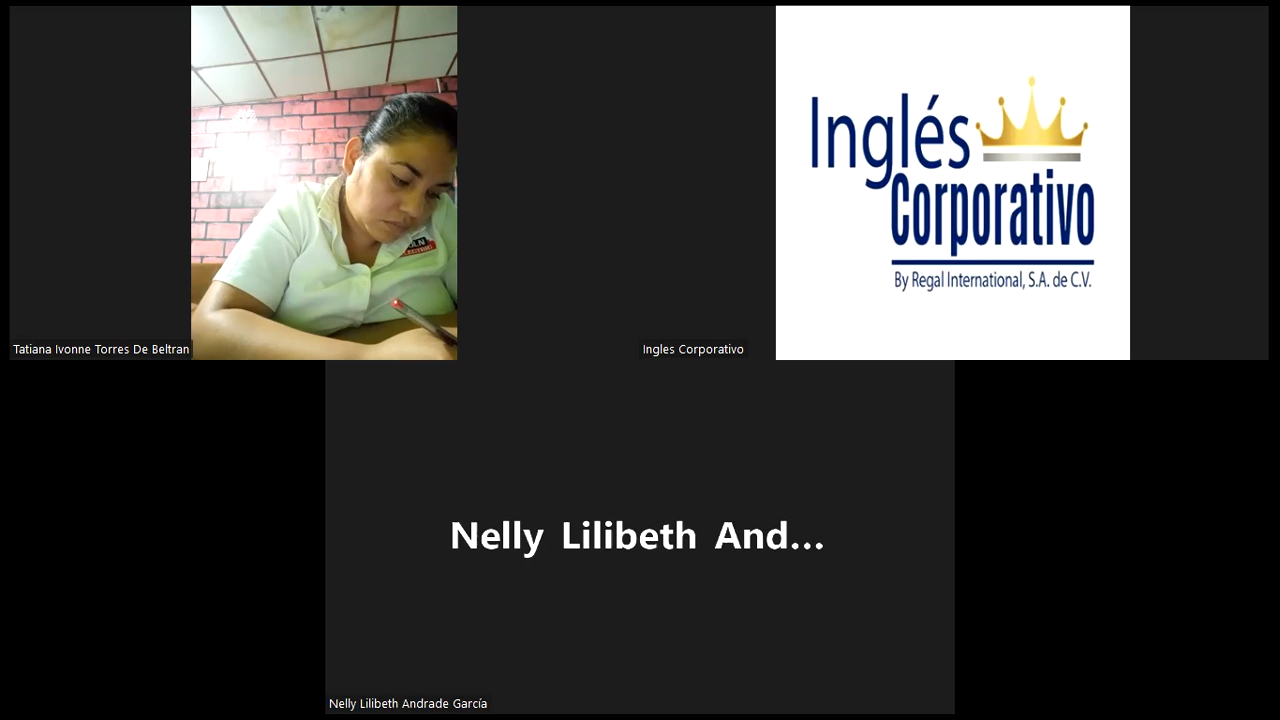 Tatiana Ivonne Torres De Beltran
Inglés
Corporativo
By Regal International, S.A. de C.V.
Ingles Corporativo
Nelly Lilibeth And...
Nelly Lilibeth Andrade García